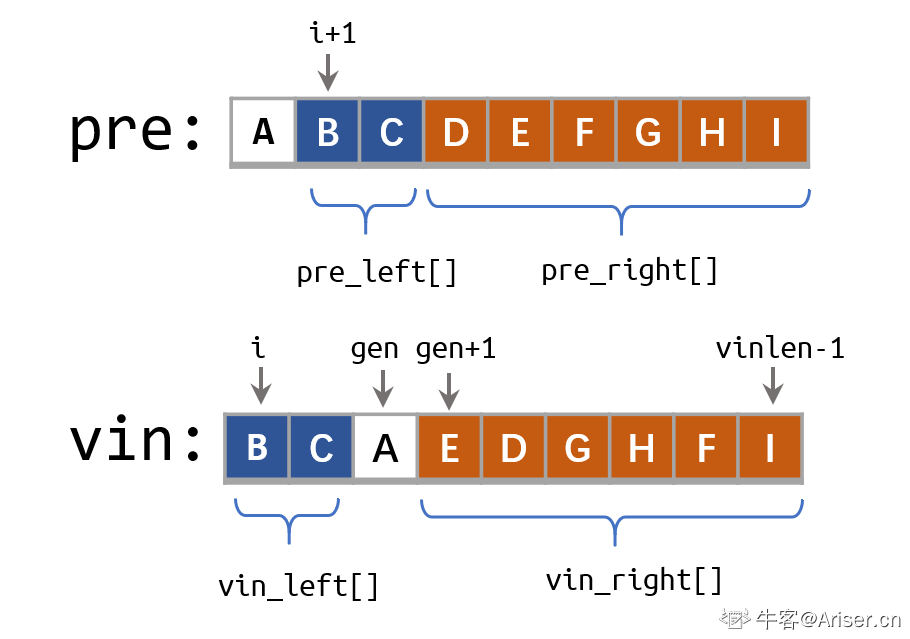 i+1
pre: A B C D E F G H I
pre_left[] pre_right[]
i gen gen+1 vinlen-1
vin: B C A E D G H F I
vin_left[] vin_right[]
牛客@Ariser.cn